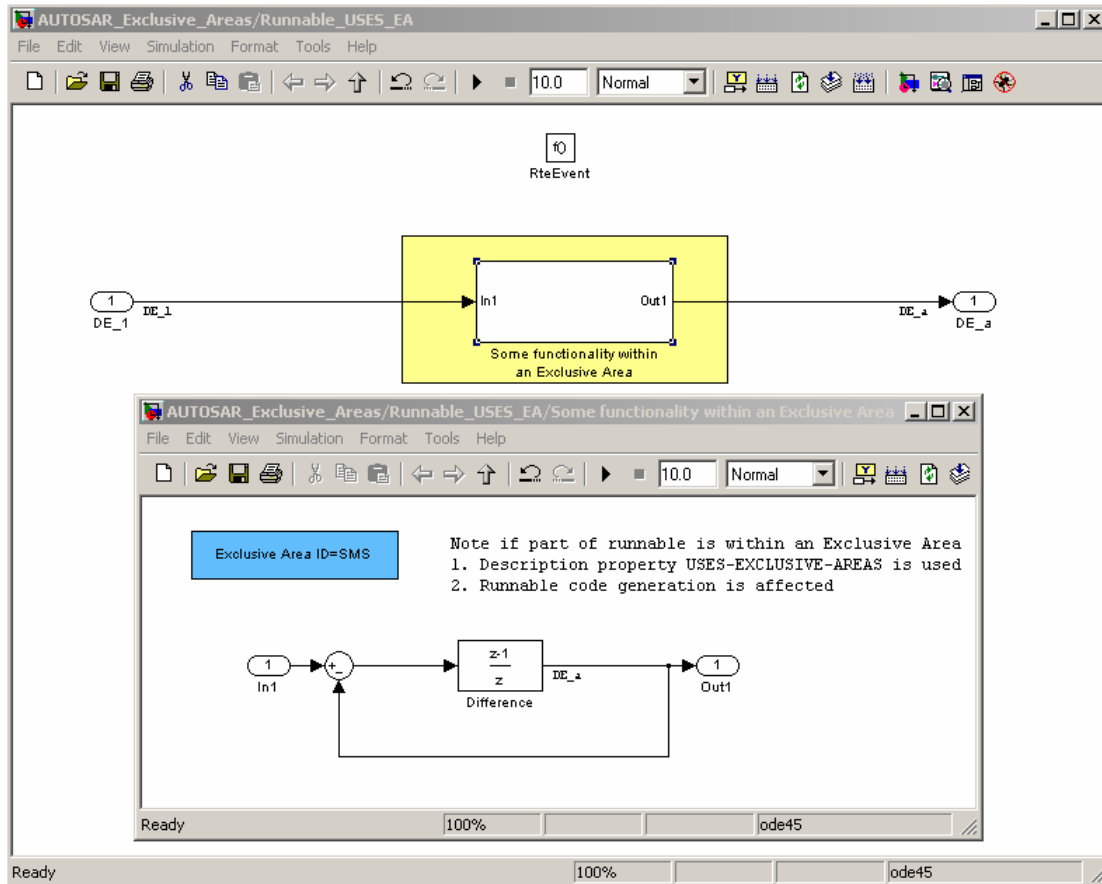 AUTOSAR_Exclusive_Areas/Runnable_USES_EA
File Edit View Simulation Format Tools Help
10.0 Normal
f()
RteEvent
1
DE_1
DE_1
In1
Out1
DE_a
1
DE_a
Some functionality within
an Exclusive Area
AUTOSAR_Exclusive_Areas/Runnable_USES_EA/Some functionality within an Exclusive Area
File Edit View Simulation Format Tools Help
10.0 Normal
Exclusive Area ID=SMS
Note if part of runnable is within an Exclusive Area
1. Description property USES-EXCLUSIVE-AREAS is used
2. Runnable code generation is affected
1
In1
+-
z-1
z
Difference
DE_a
1
Out1
Ready 100% ode45
Ready 100% ode45